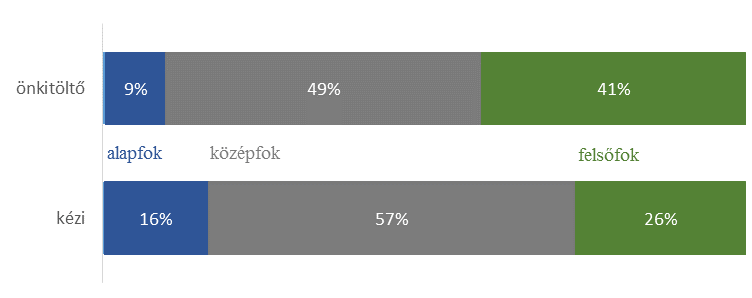 önkitöltő 9% 49% 41%
alapfok középfok felsőfok
kézi 16% 57% 26%